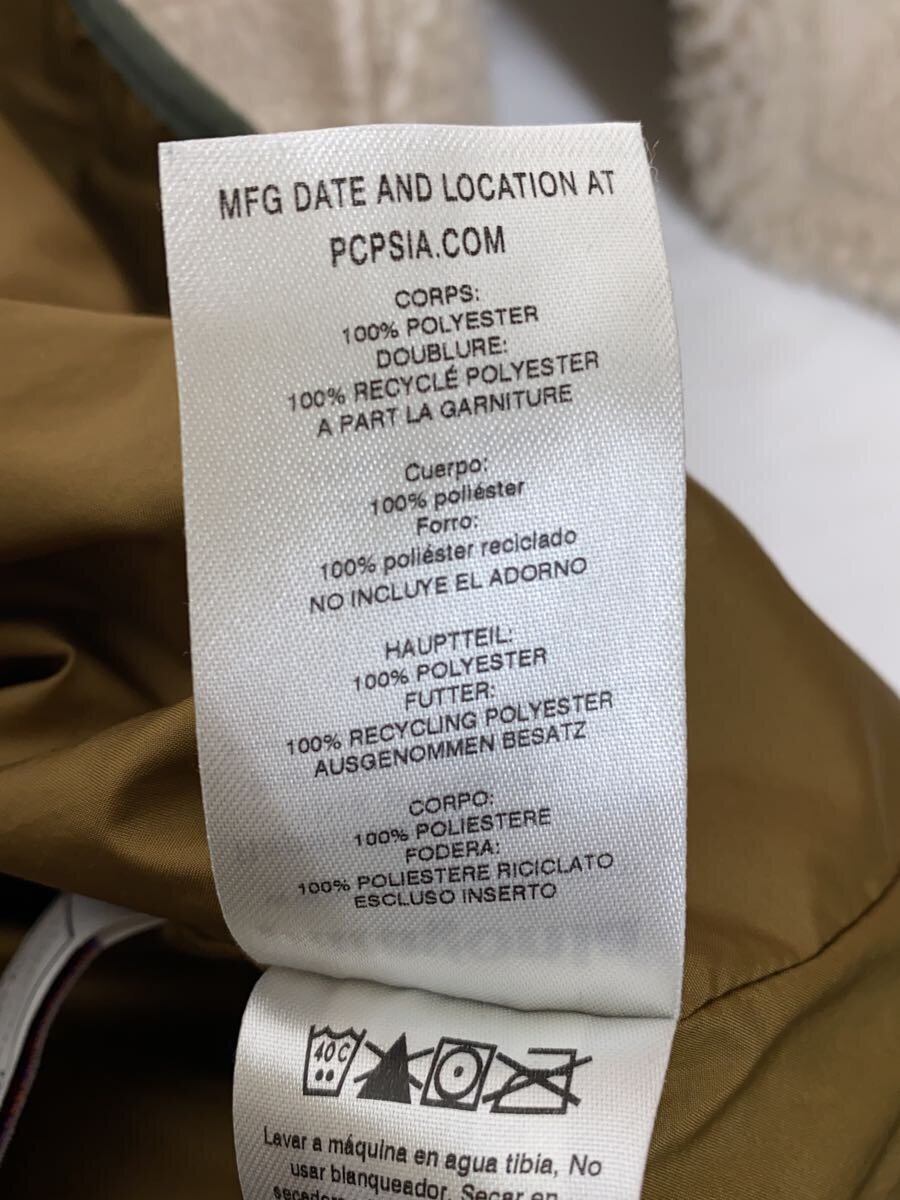 MFG DATE AND LOCATION AT
PCPSIA.COM
CORPS:
100% POLYESTER
DOUBLURE:
100% RECYCLÉ POLYESTER
A PART LA GARNITURE
Cuerpo:
100% poliéster
Forro:
100% poliéster reciclado
NO INCLUYE EL ADORNO
HAUPTTEIL:
100% POLYESTER
FUTTER:
100% RECYCLING POLYESTER
AUSGENOMMEN BESATZ
CORPO:
100% POLIESTERE
FODERA:
100% POLIESTERE RICICLATO
ESCLUSO INSERTO
40 C
Lavar a máquina en agua tibia, No
usar blanqueador. Secar en